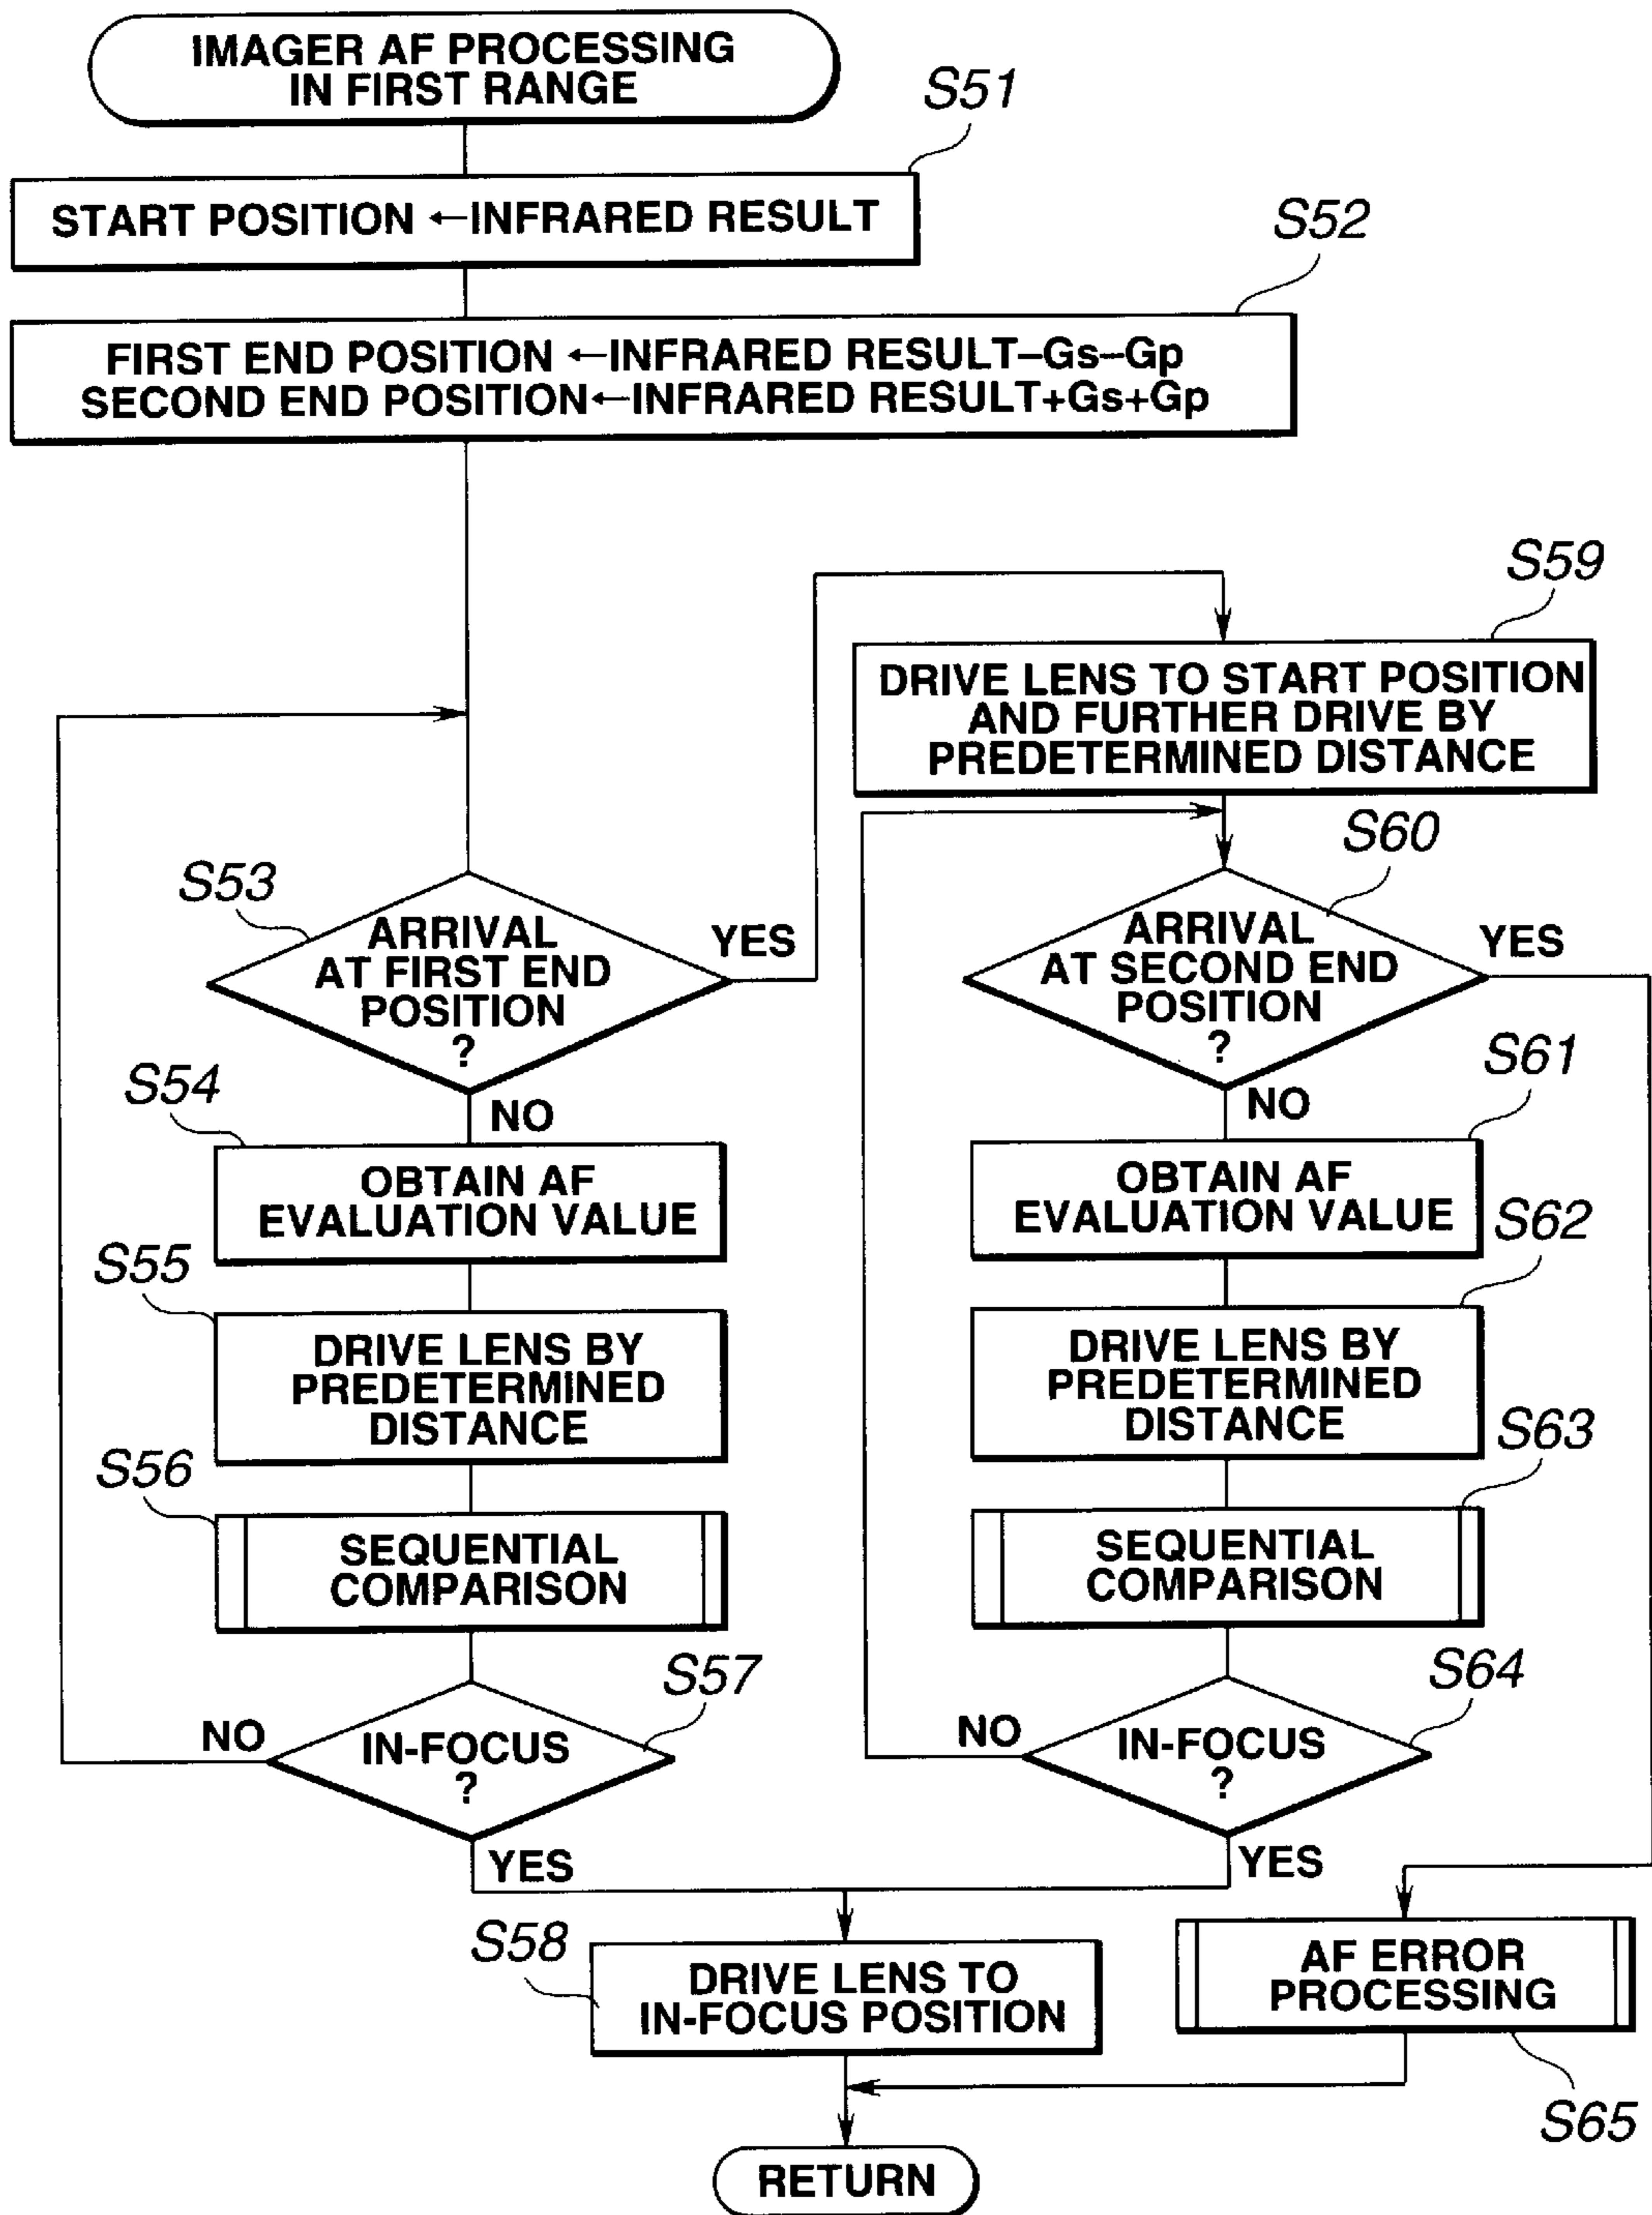 IMAGER AF PROCESSING
IN FIRST RANGE
S51
START POSITION ←INFRARED RESULT
S52
FIRST END POSITION ←INFRARED RESULT–Gs–Gp
SECOND END POSITION←INFRARED RESULT+Gs+Gp
S53
ARRIVAL
AT FIRST END
POSITION
?
YES
NO
S54
OBTAIN AF
EVALUATION VALUE
S55
DRIVE LENS BY
PREDETERMINED
DISTANCE
S56
SEQUENTIAL
COMPARISON
S57
IN-FOCUS
?
NO
YES
S58
DRIVE LENS TO
IN-FOCUS POSITION
S59
DRIVE LENS TO START POSITION
AND FURTHER DRIVE BY
PREDETERMINED DISTANCE
S60
ARRIVAL
AT SECOND END
POSITION
?
YES
NO
S61
OBTAIN AF
EVALUATION VALUE
S62
DRIVE LENS BY
PREDETERMINED
DISTANCE
S63
SEQUENTIAL
COMPARISON
S64
IN-FOCUS
?
NO
YES
AF ERROR
PROCESSING
S65
RETURN